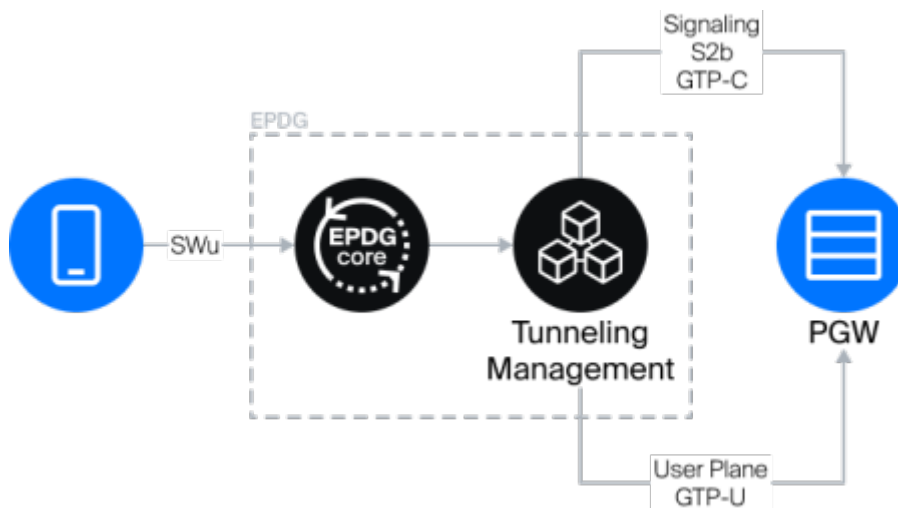 Signaling
S2b
GTP-C
EPDG
SWu
EPDG
core
Tunneling
Management
PGW
User Plane
GTP-U